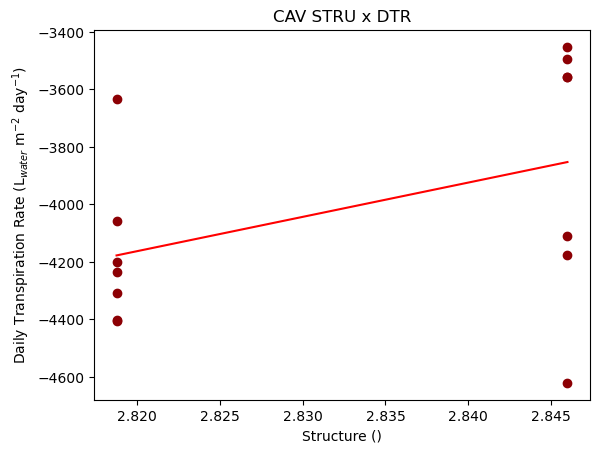 CAV STRU x DTR
Daily Transpiration Rate (L$_{water}$ m$^{-2}$ day$^{-1}$)
−3400
−3600
−3800
−4000
−4200
−4400
−4600
2.820 2.825 2.830 2.835 2.840 2.845
Structure ()